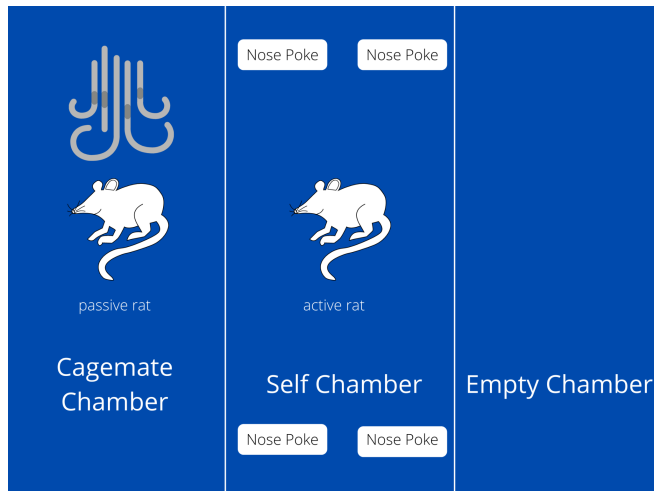 Nose Poke
Nose Poke
passive rat
active rat
Cagemate
Chamber
Self Chamber
Empty Chamber
Nose Poke
Nose Poke